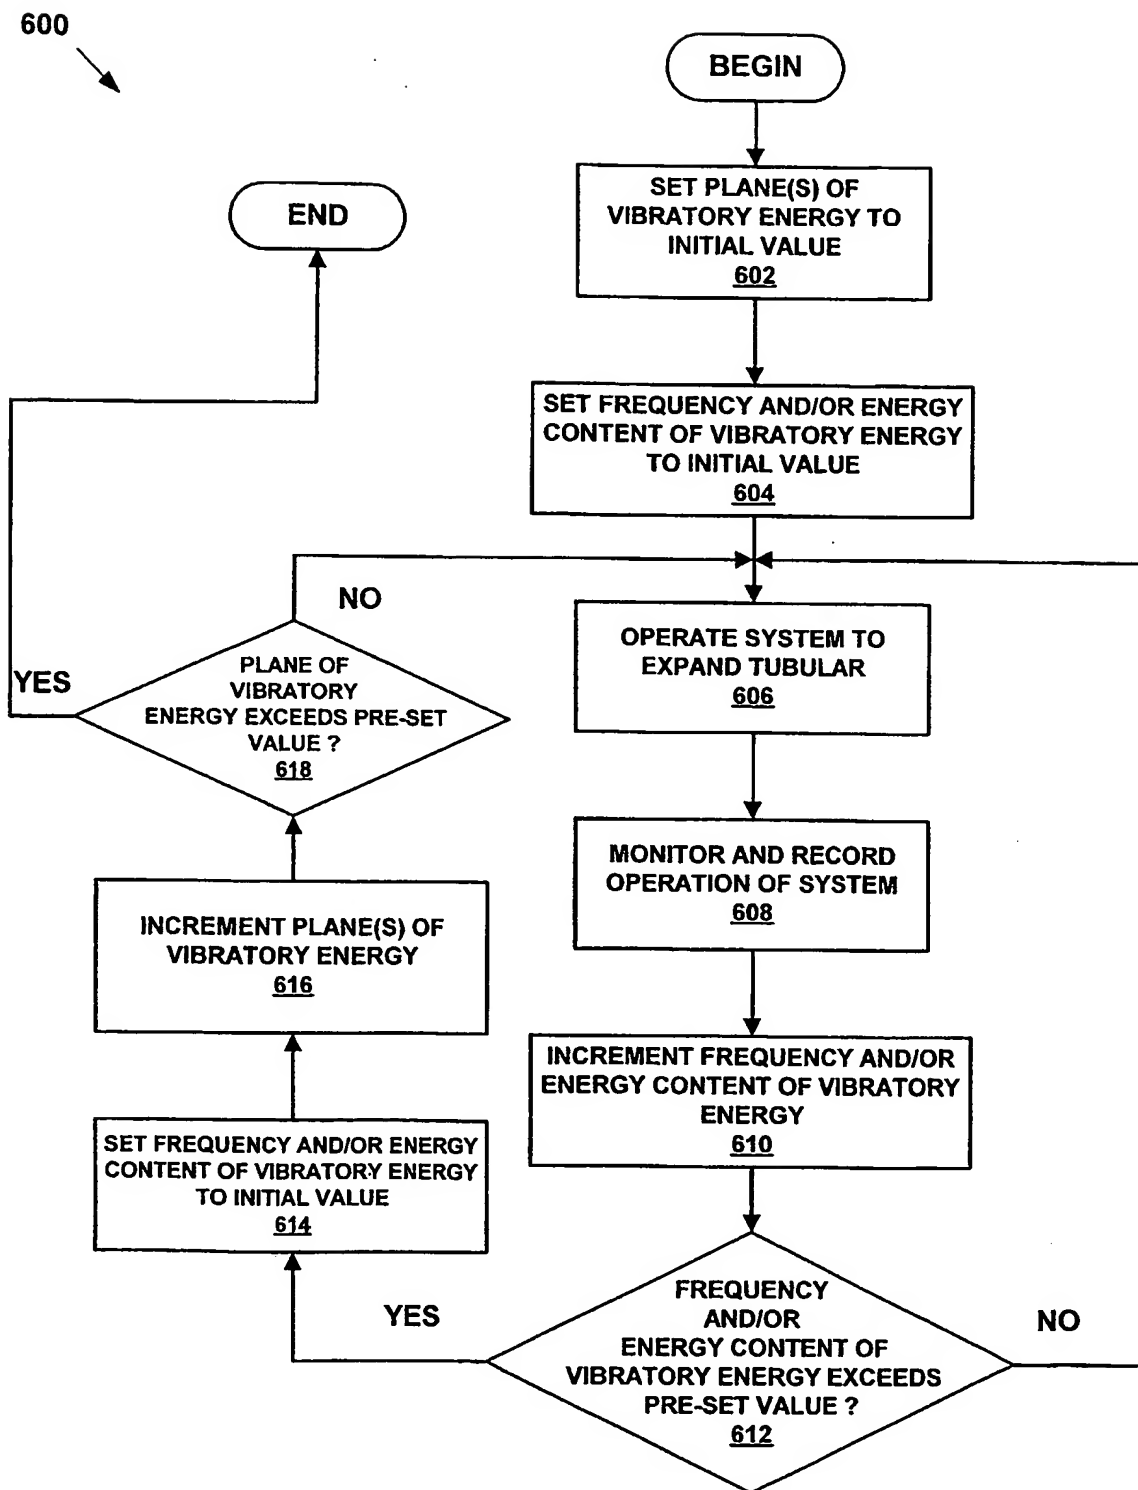 600
BEGIN
SET PLANE(S) OF
VIBRATORY ENERGY TO
INITIAL VALUE
602
END
SET FREQUENCY AND/OR ENERGY
CONTENT OF VIBRATORY ENERGY
TO INITIAL VALUE
604
NO
OPERATE SYSTEM TO
EXPAND TUBULAR
606
YES
PLANE OF
VIBRATORY
ENERGY EXCEEDS PRE-SET
VALUE ?
618
MONITOR AND RECORD
OPERATION OF SYSTEM
608
INCREMENT PLANE(S) OF
VIBRATORY ENERGY
616
INCREMENT FREQUENCY AND/OR
ENERGY CONTENT OF VIBRATORY
ENERGY
610
SET FREQUENCY AND/OR ENERGY
CONTENT OF VIBRATORY ENERGY
TO INITIAL VALUE
614
YES
FREQUENCY
AND/OR
ENERGY CONTENT OF
VIBRATORY ENERGY EXCEEDS
PRE-SET VALUE ?
612
NO